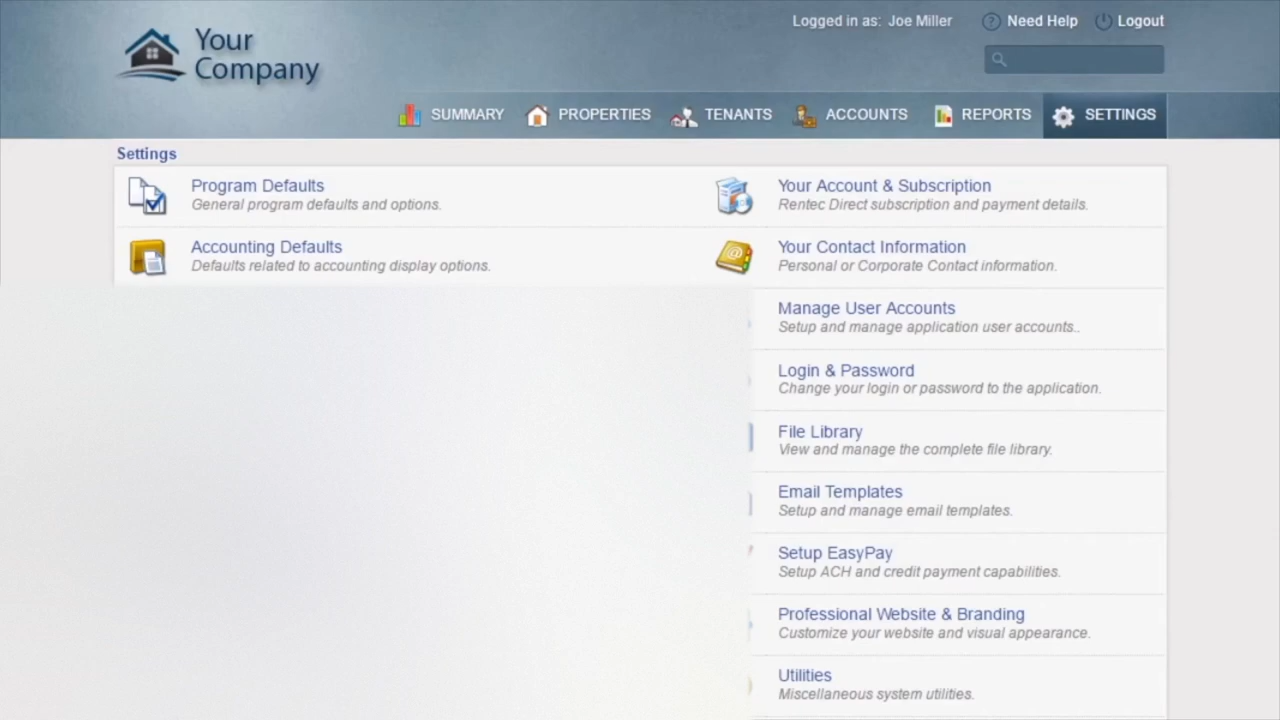 Logged in as: Joe Miller
Need Help
Logout
Your
Company
SUMMARY
PROPERTIES
TENANTS
ACCOUNTS
REPORTS
SETTINGS
Settings
Program Defaults
General program defaults and options.
Accounting Defaults
Defaults related to accounting display options.
Your Account & Subscription
Rentec Direct subscription and payment details.
Your Contact Information
Personal or Corporate Contact information.
Manage User Accounts
Setup and manage application user accounts..
Login & Password
Change your login or password to the application.
File Library
View and manage the complete file library.
Email Templates
Setup and manage email templates.
Setup EasyPay
Setup ACH and credit payment capabilities.
Professional Website & Branding
Customize your website and visual appearance.
Utilities
Miscellaneous system utilities.